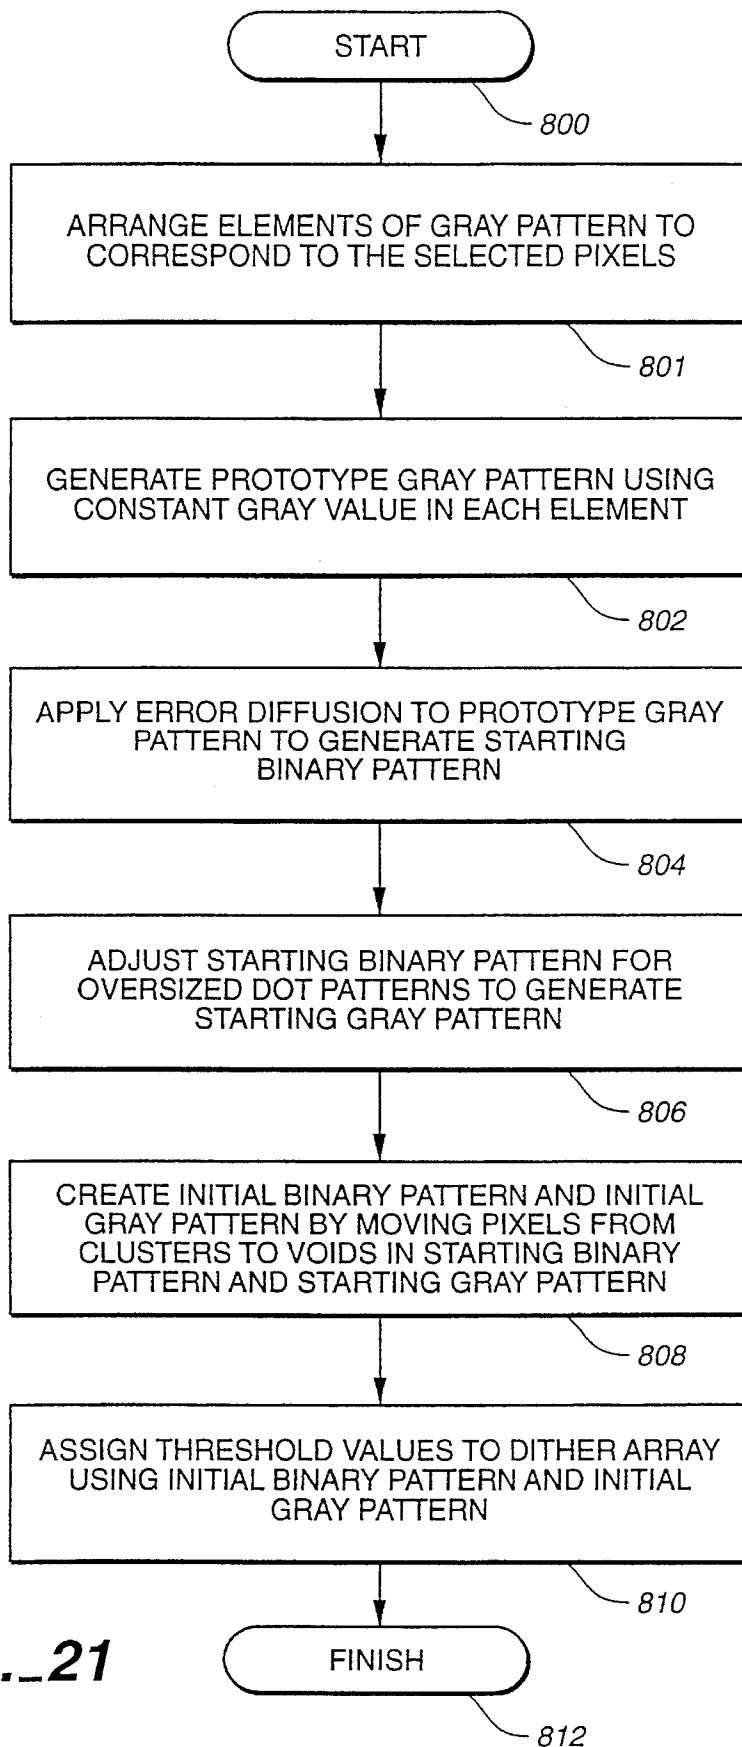 START
800
ARRANGE ELEMENTS OF GRAY PATTERN TO
CORRESPOND TO THE SELECTED PIXELS
801
GENERATE PROTOTYPE GRAY PATTERN USING
CONSTANT GRAY VALUE IN EACH ELEMENT
802
APPLY ERROR DIFFUSION TO PROTOTYPE GRAY
PATTERN TO GENERATE STARTING
BINARY PATTERN
804
ADJUST STARTING BINARY PATTERN FOR
OVERSIZED DOT PATTERNS TO GENERATE
STARTING GRAY PATTERN
806
CREATE INITIAL BINARY PATTERN AND INITIAL
GRAY PATTERN BY MOVING PIXELS FROM
CLUSTERS TO VOIDS IN STARTING BINARY
PATTERN AND STARTING GRAY PATTERN
808
ASSIGN THRESHOLD VALUES TO DITHER ARRAY
USING INITIAL BINARY PATTERN AND INITIAL
GRAY PATTERN
810
._21
FINISH
812